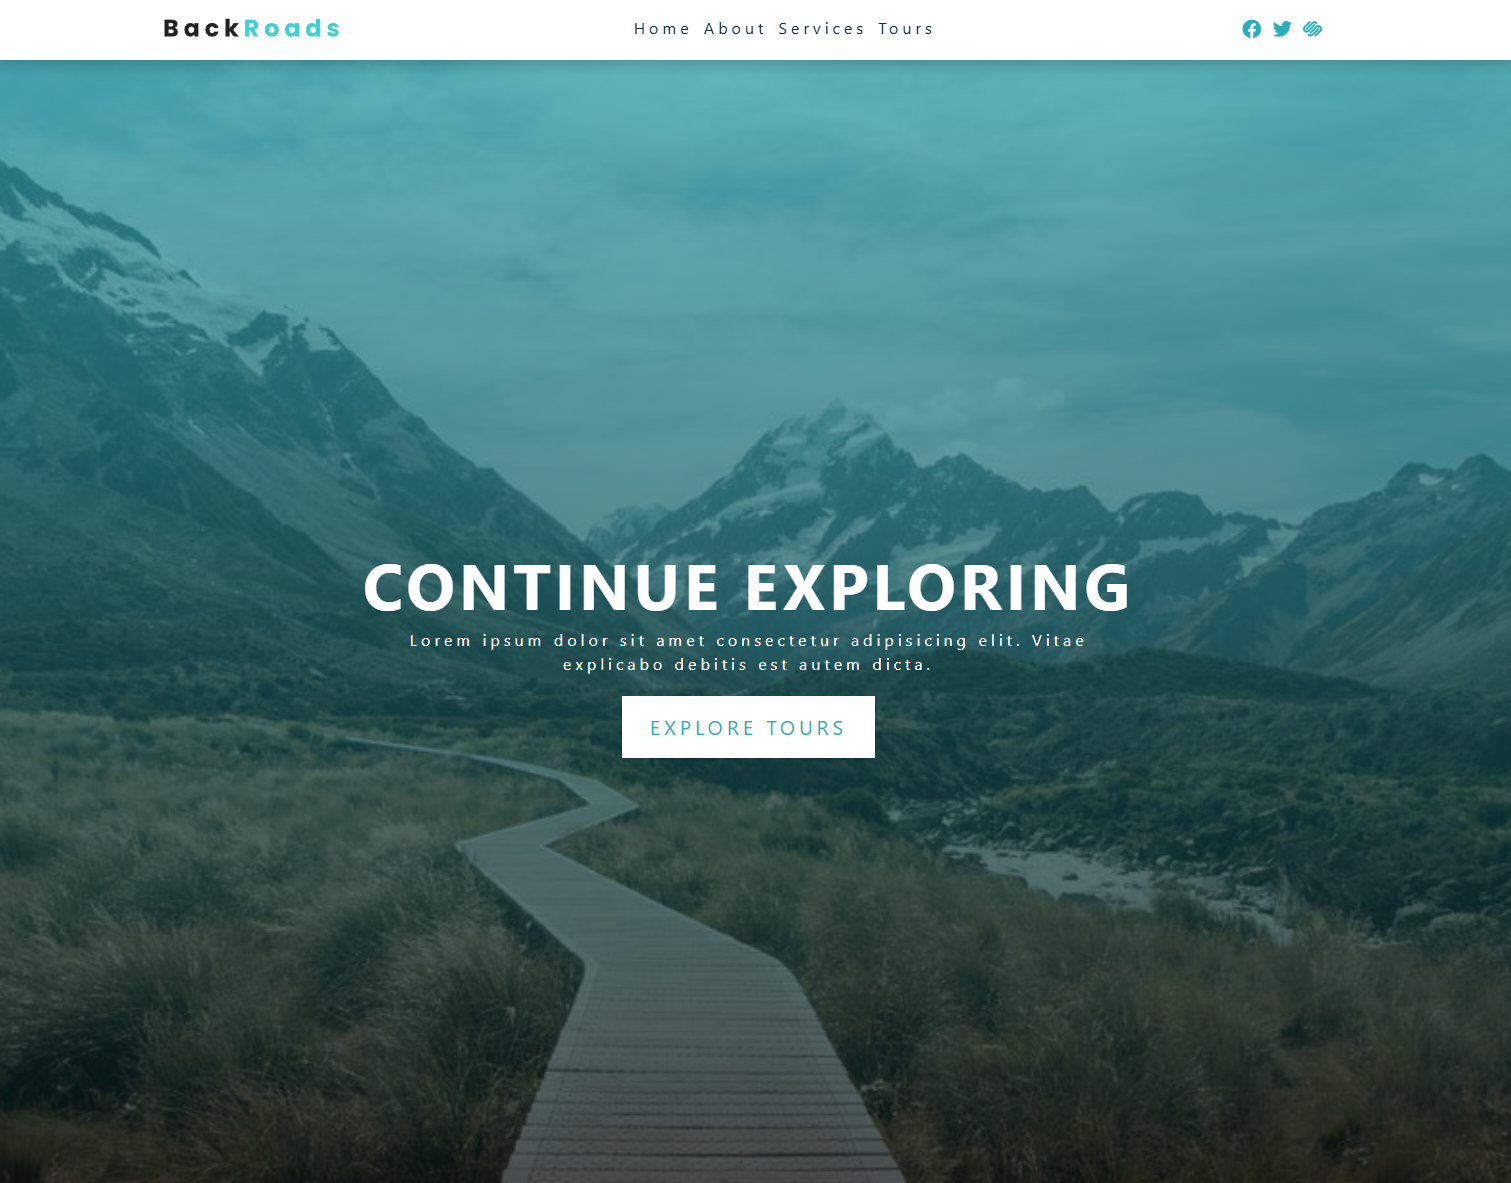 BackRoads
Home About Services Tours
CONTINUE EXPLORING
Lorem ipsum dolor sit amet consectetur adipisicing elit. Vitae
explicabo debitis est autem dicta.
EXPLORE TOURS